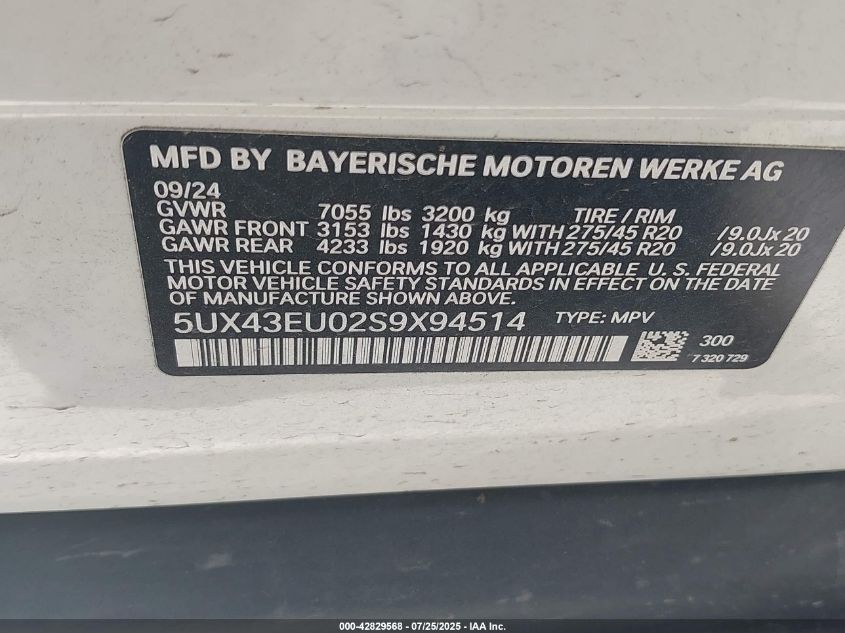 MFD BY BAYERISCHE MOTOREN WERKE AG
09/24
GVWR 7055 lbs 3200 kg TIRE / RIM
GAWR FRONT 3153 lbs 1430 kg WITH 275/45 R20 /9.0Jx20
GAWR REAR 4233 lbs 1920 kg WITH 275/45 R20 /9.0Jx20
THIS VEHICLE CONFORMS TO ALL APPLICABLE U. S. FEDERAL
MOTOR VEHICLE SAFETY STANDARDS IN EFFECT ON THE DATE
OF MANUFACTURE SHOWN ABOVE.
5UX43EU02S9X94514 TYPE: MPV
300
7 320 729
000-42829568 | 07/25/2025 - IAA Inc.